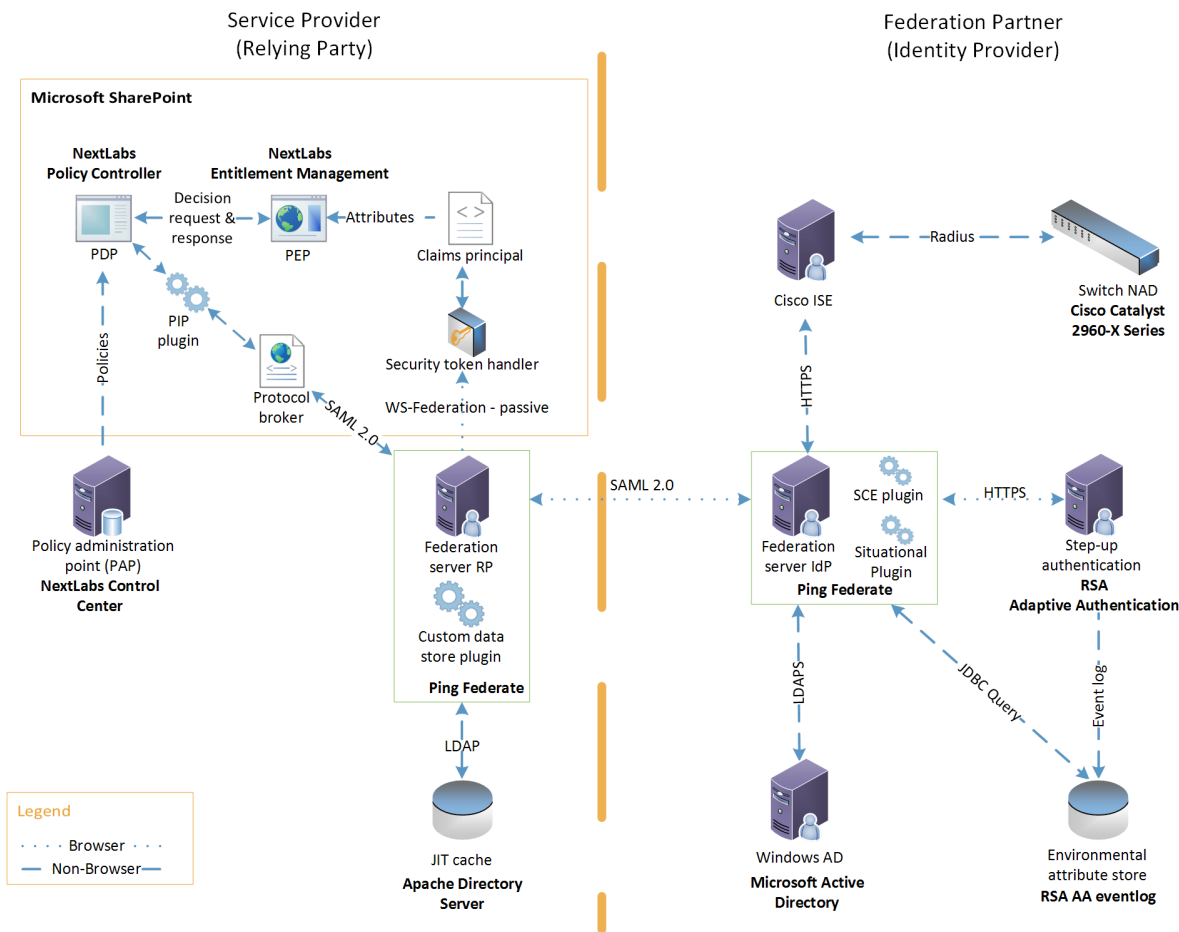 Service Provider
(Relying Party)
Federation Partner
(Identity Provider)
Microsoft SharePoint
NextLabs
Policy Controller
NextLabs
Entitlement Management
Decision
request &
response
Attributes
PDP
PEP
Claims principal
PIP
plugin
Security token handler
Policies
Protocol
broker
WS-Federation - passive
SAML 2.0
Radius
Cisco ISE
Switch NAD
Cisco Catalyst
2960-X Series
HTTPS
Policy administration
point (PAP)
NextLabs Control
Center
Federation
server RP
Custom data
store plugin
Ping Federate
SAML 2.0
SCE plugin
Federation
server IdP
Situational
Plugin
Ping Federate
HTTPS
Step-up
authentication
RSA
Adaptive Authentication
LDAP
LDAPS
JDBC Query
Event log
JIT cache
Apache Directory
Server
Windows AD
Microsoft Active
Directory
Environmental
attribute store
RSA AA eventlog
Legend
Browser
Non-Browser